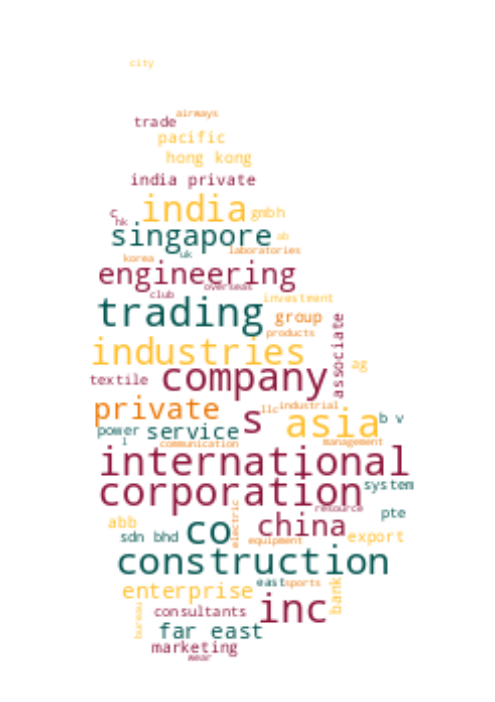 city
airways
trade
pacific
hong kong
india private
c
india
gmbh
hk
singapore
ab
laboratories
uk
korea
engineering
overseas
club
investment
trading
group
products
associate
industries
ag
textile
company
private
llc
industrial
s
asia
b v
power
service
l
communication
management
international
corporation
system
resource
pte
abb
co
electric
china
sdn bhd
equipment
export
construction
east
sports
enterprise
bank
bureau
consultants
inc
far east
marketing
wear